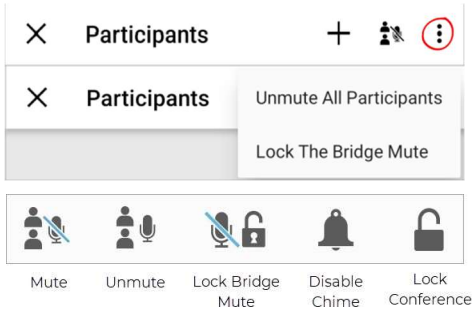 Participants
Participants
Unmute All Participants
Lock The Bridge Mute
Mute
Unmute
Lock Bridge
Mute
Disable
Chime
Lock
Conference